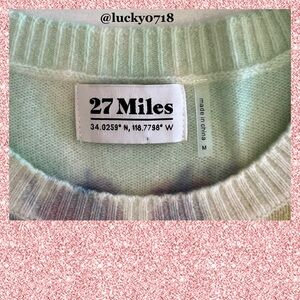 @lucky0718
27 Miles
34.0259° N, 118.7798° W
made in china
M